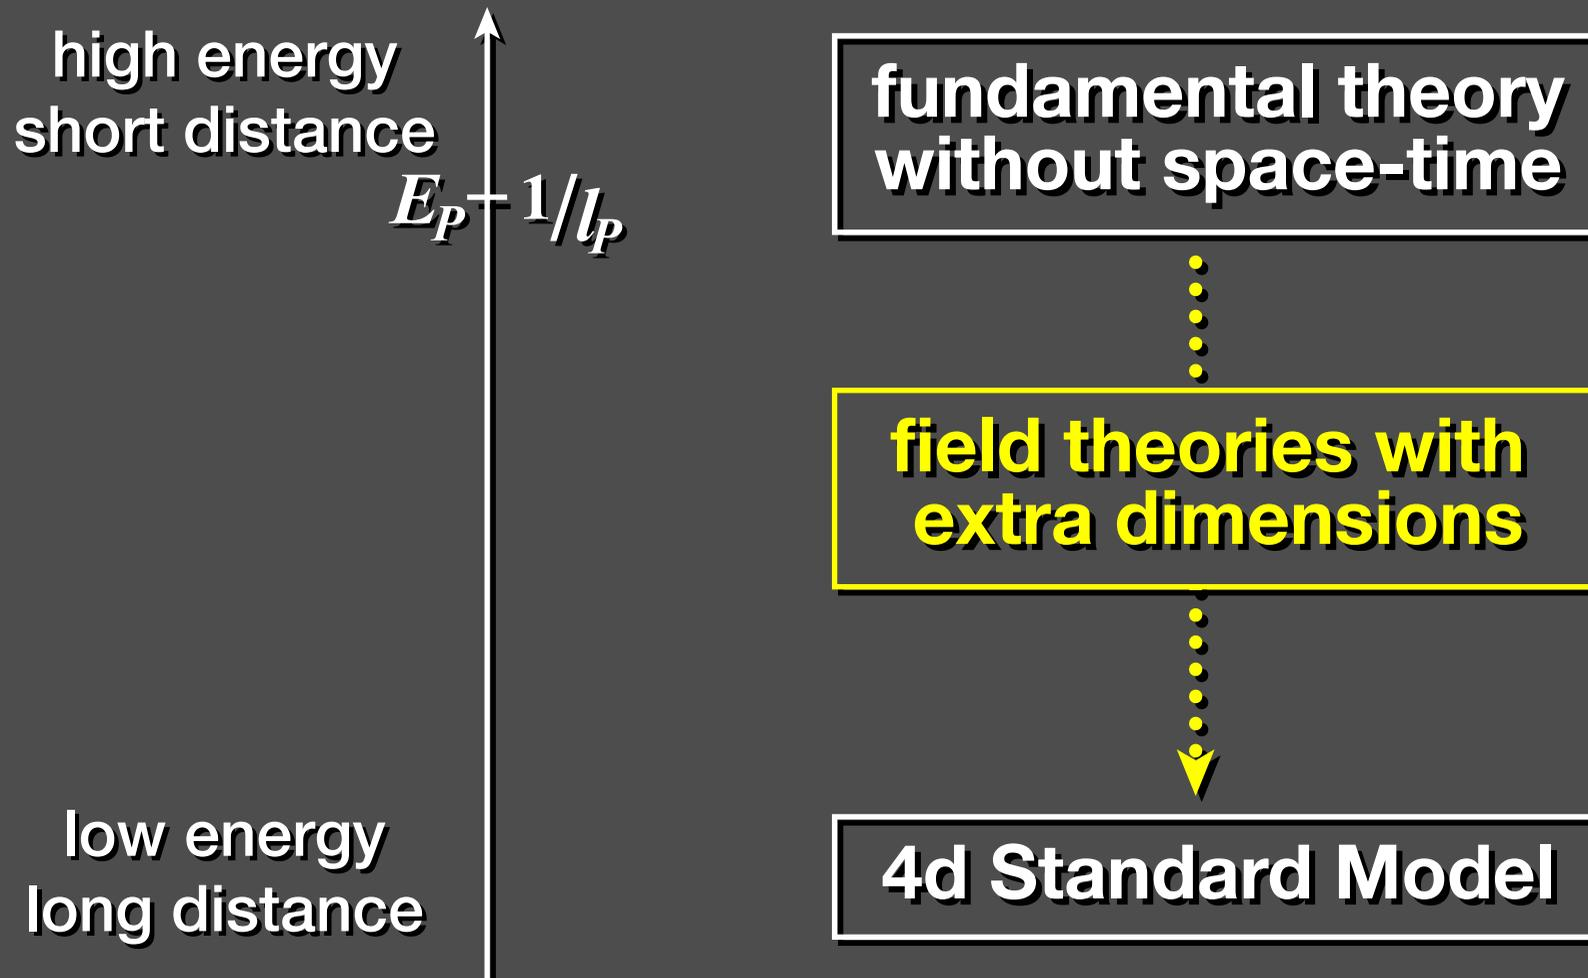 high energy
short distance
E_P 1/l_P
fundamental theory
without space-time
field theories with
extra dimensions
low energy
long distance
4d Standard Model